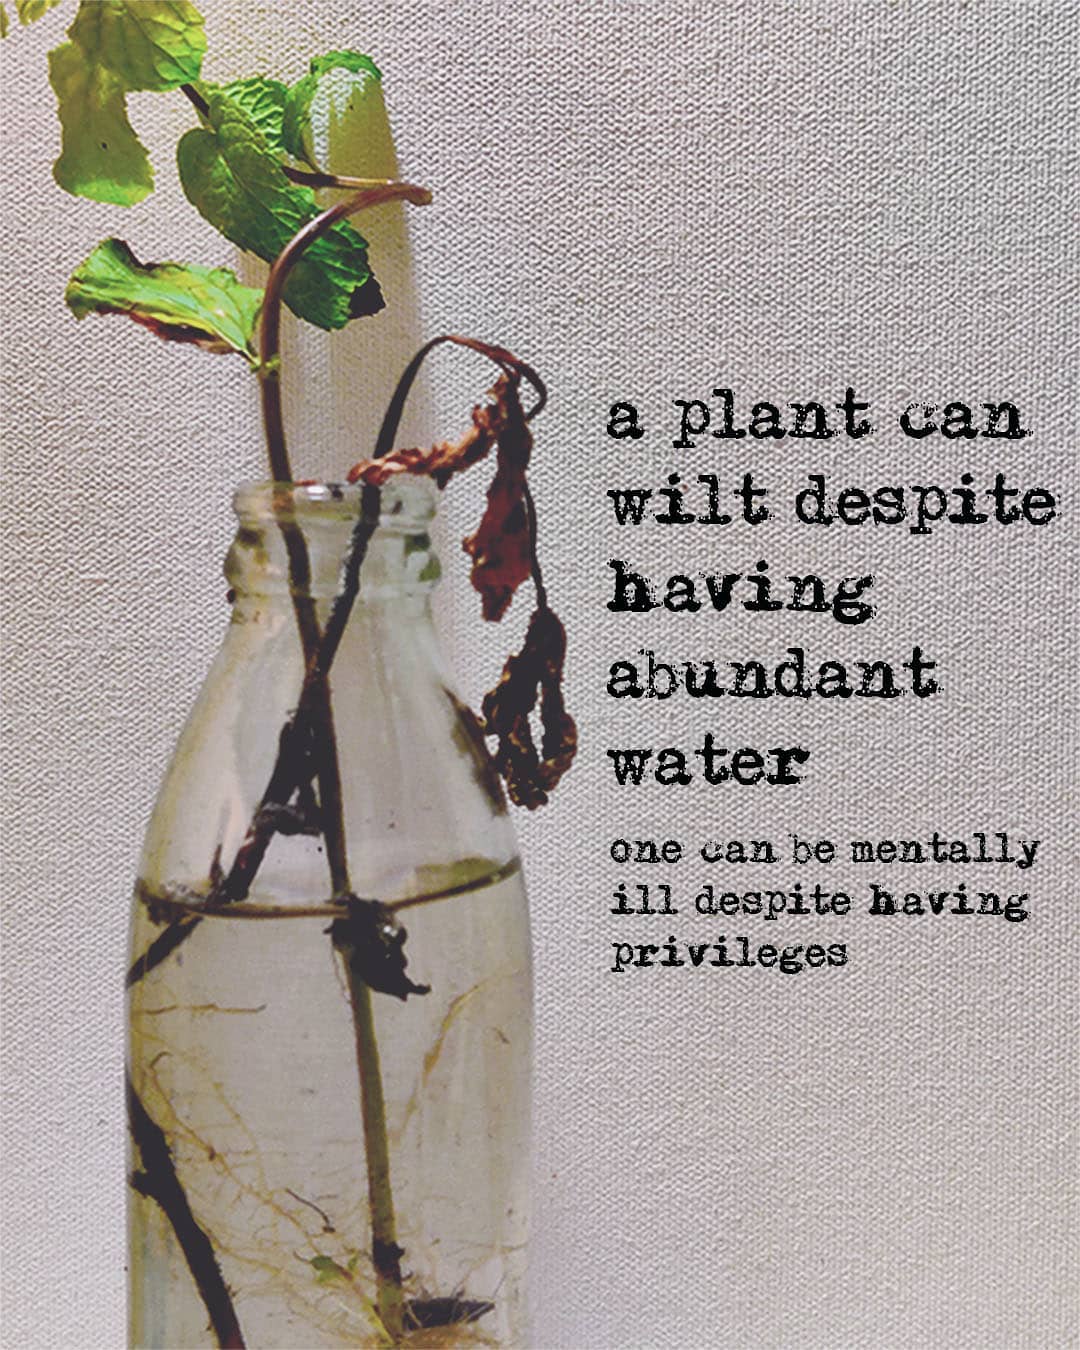 a plant can
wilt despite
having
abundant
water
one can be mentally
ill despite having
privileges